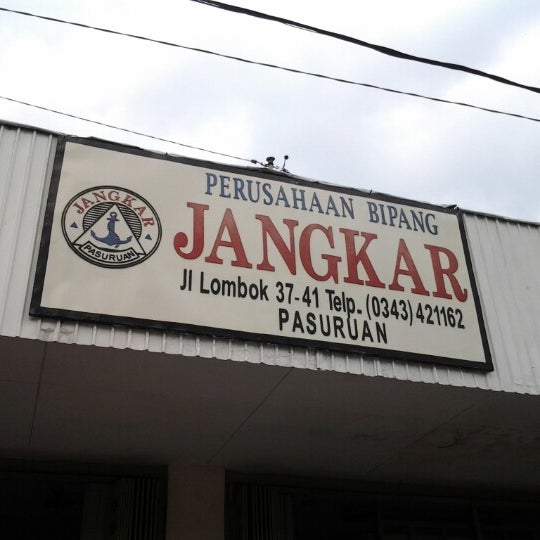 PERUSAHAAN BIPANG
JANGKAR
Jl Lombok 37-41 Telp. (0343) 421162
PASURUAN
JANGKAR
PASURUAN